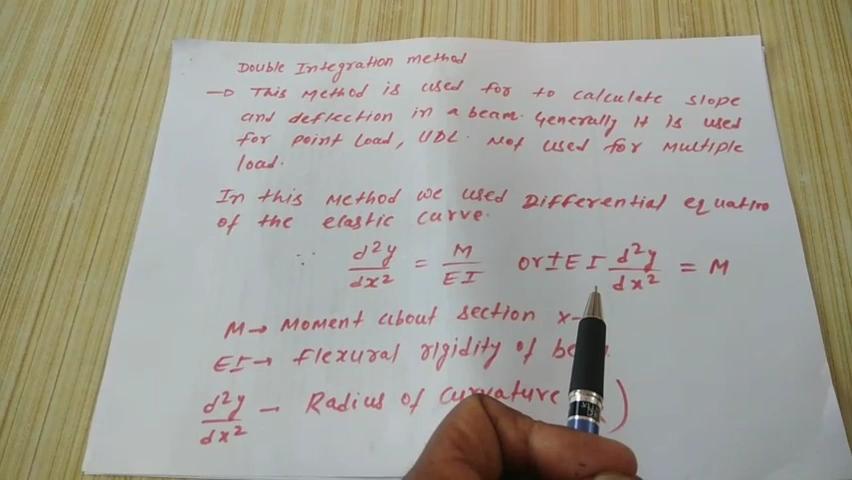 Double Integration method
→ This method is used for to calculate slope
and deflection in a beam. Generally it is used
for point load, UDL. Not used for multiple
load.
In this method we used Differential equation
of the elastic curve.
∵ d²y/dx² = M/EI or ±EI d²y/dx² = M
M → Moment about section x-
EI → flexural rigidity of
d²y/dx² – Radius of Curvature )